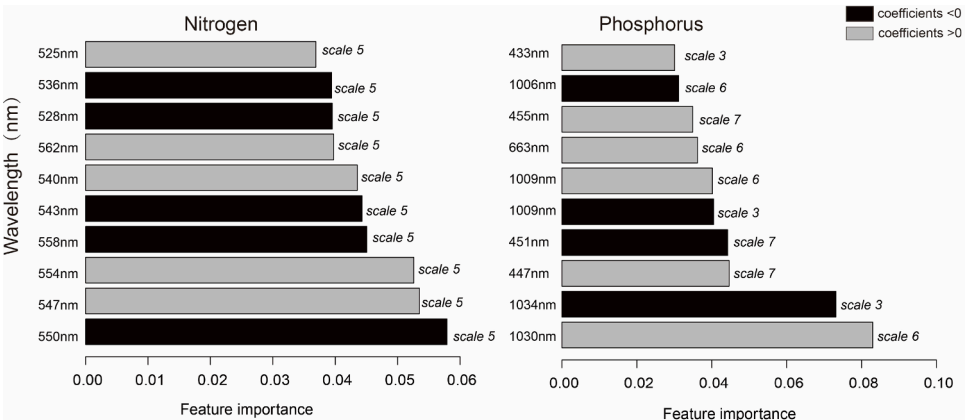 Nitrogen
Phosphorus
coefficients <0
coefficients >0
Wavelength (nm)
525nm scale 5
536nm scale 5
528nm scale 5
562nm scale 5
540nm scale 5
543nm scale 5
558nm scale 5
554nm scale 5
547nm scale 5
550nm scale 5
0.00 0.01 0.02 0.03 0.04 0.05 0.06
Feature importance
433nm scale 3
1006nm scale 6
455nm scale 7
663nm scale 6
1009nm scale 6
1009nm scale 3
451nm scale 7
447nm scale 7
1034nm scale 3
1030nm scale 6
0.00 0.02 0.04 0.06 0.08 0.10
Feature importance